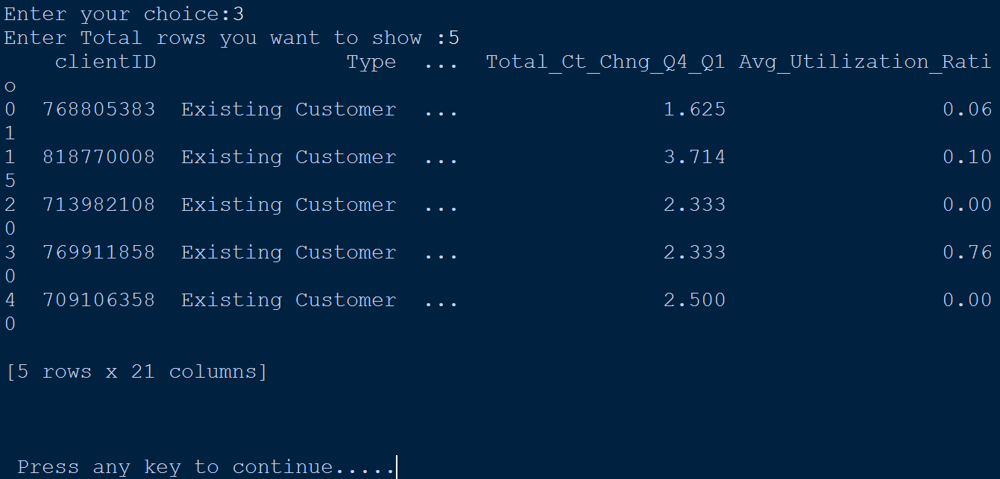 Enter your choice:3
Enter Total rows you want to show :5
    clientID               Type  ...  Total_Ct_Chng_Q4_Q1 Avg_Utilization_Rati
o
0  768805383  Existing Customer  ...                1.625                 0.06
1
1  818770008  Existing Customer  ...                3.714                 0.10
5
2  713982108  Existing Customer  ...                2.333                 0.00
0
3  769911858  Existing Customer  ...                2.333                 0.76
0
4  709106358  Existing Customer  ...                2.500                 0.00
0
[5 rows x 21 columns]
 Press any key to continue.....